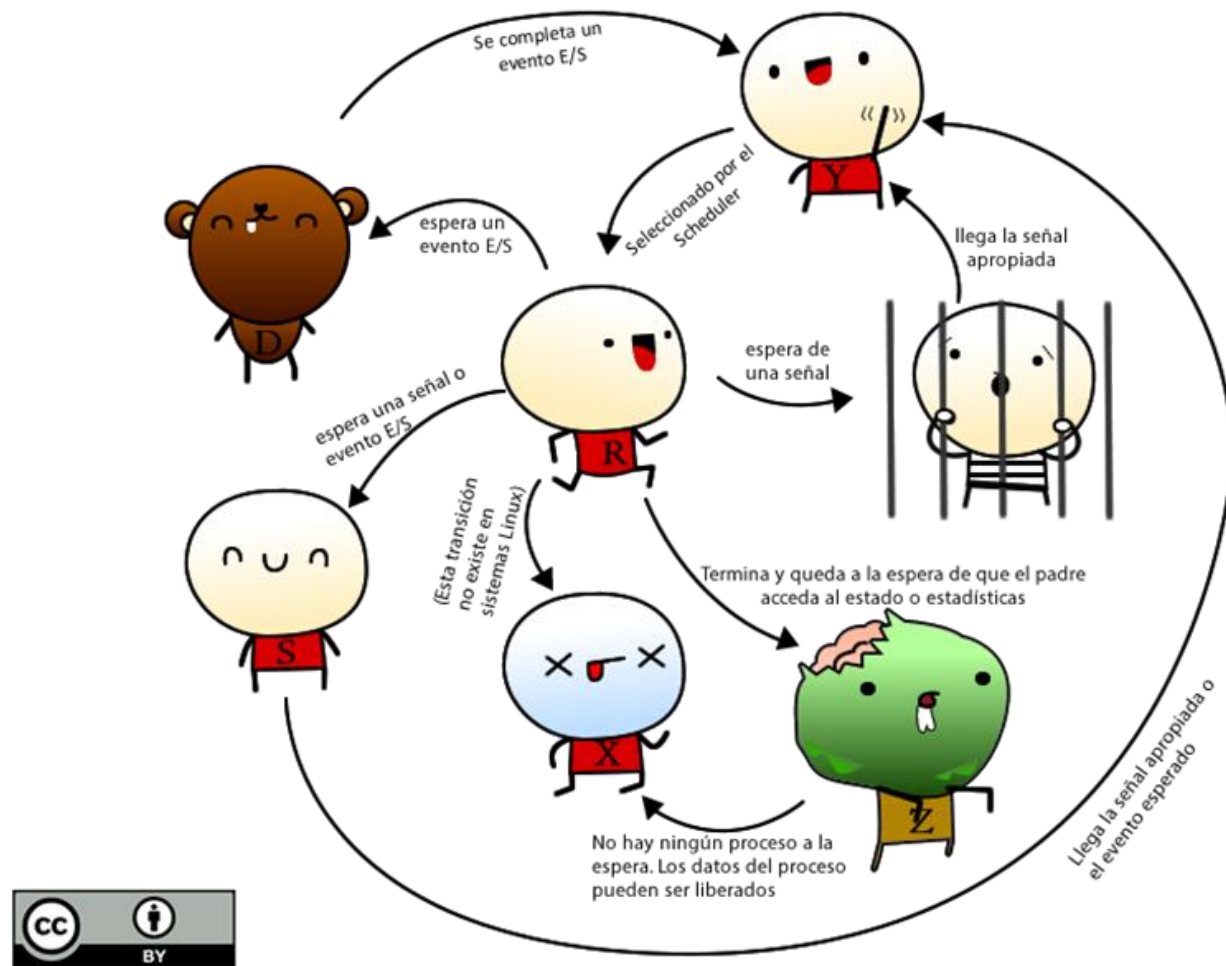 Se completa un
evento E/S
Y
Seleccionado por el
Scheduler
espera un
evento E/S
llega la señal
apropiada
D
espera de
una señal
espera una señal o
evento E/S
R
(Esta transición
no existe en
sistemas Linux)
Termina y queda a la espera de que el padre
acceda al estado o estadísticas
S
X
Z
Llega la señal apropiada o
el evento esperado
No hay ningún proceso a la
espera. Los datos del proceso
pueden ser liberados
CC
BY